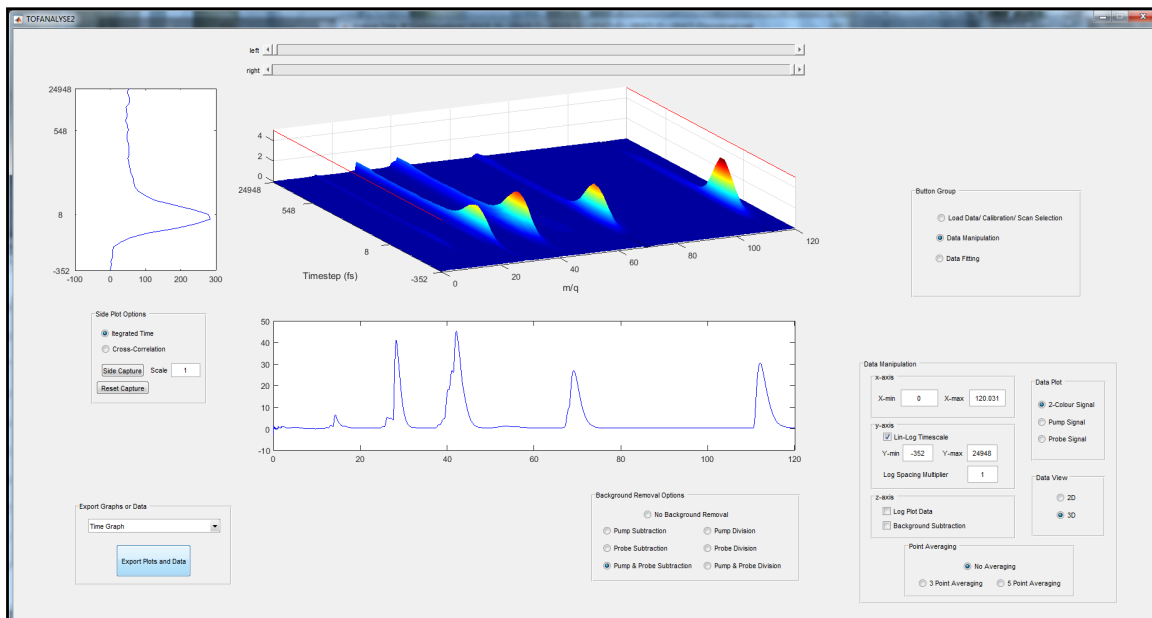 TOFANALYSE2
left
right
24948
548
8
-352
-100 0 100 200 300
4
2
0
24948
548
8
-352
Timestep (fs)
0 20 40 60 80 100 120
m/q
Button Group
Load Data/ Calibration/ Scan Selection
Data Manipulation
Data Fitting
Side Plot Options
Itegrated Time
Cross-Correlation
Side Capture Scale 1
Reset Capture
50
40
30
20
10
0
-10
0 20 40 60 80 100 120
Data Manipulation
x-axis
X-min 0 X-max 120.031
y-axis
Lin-Log Timescale
Y-min -352 Y-max 24948
Log Spacing Multiplier 1
z-axis
Log Plot Data
Background Subtraction
Data Plot
2-Colour Signal
Pump Signal
Probe Signal
Data View
2D
3D
Point Averaging
No Averaging
3 Point Averaging 5 Point Averaging
Export Graphs or Data
Time Graph
Export Plots and Data
Background Removal Options
No Background Removal
Pump Subtraction Pump Division
Probe Subtraction Probe Division
Pump & Probe Subtraction Pump & Probe Division